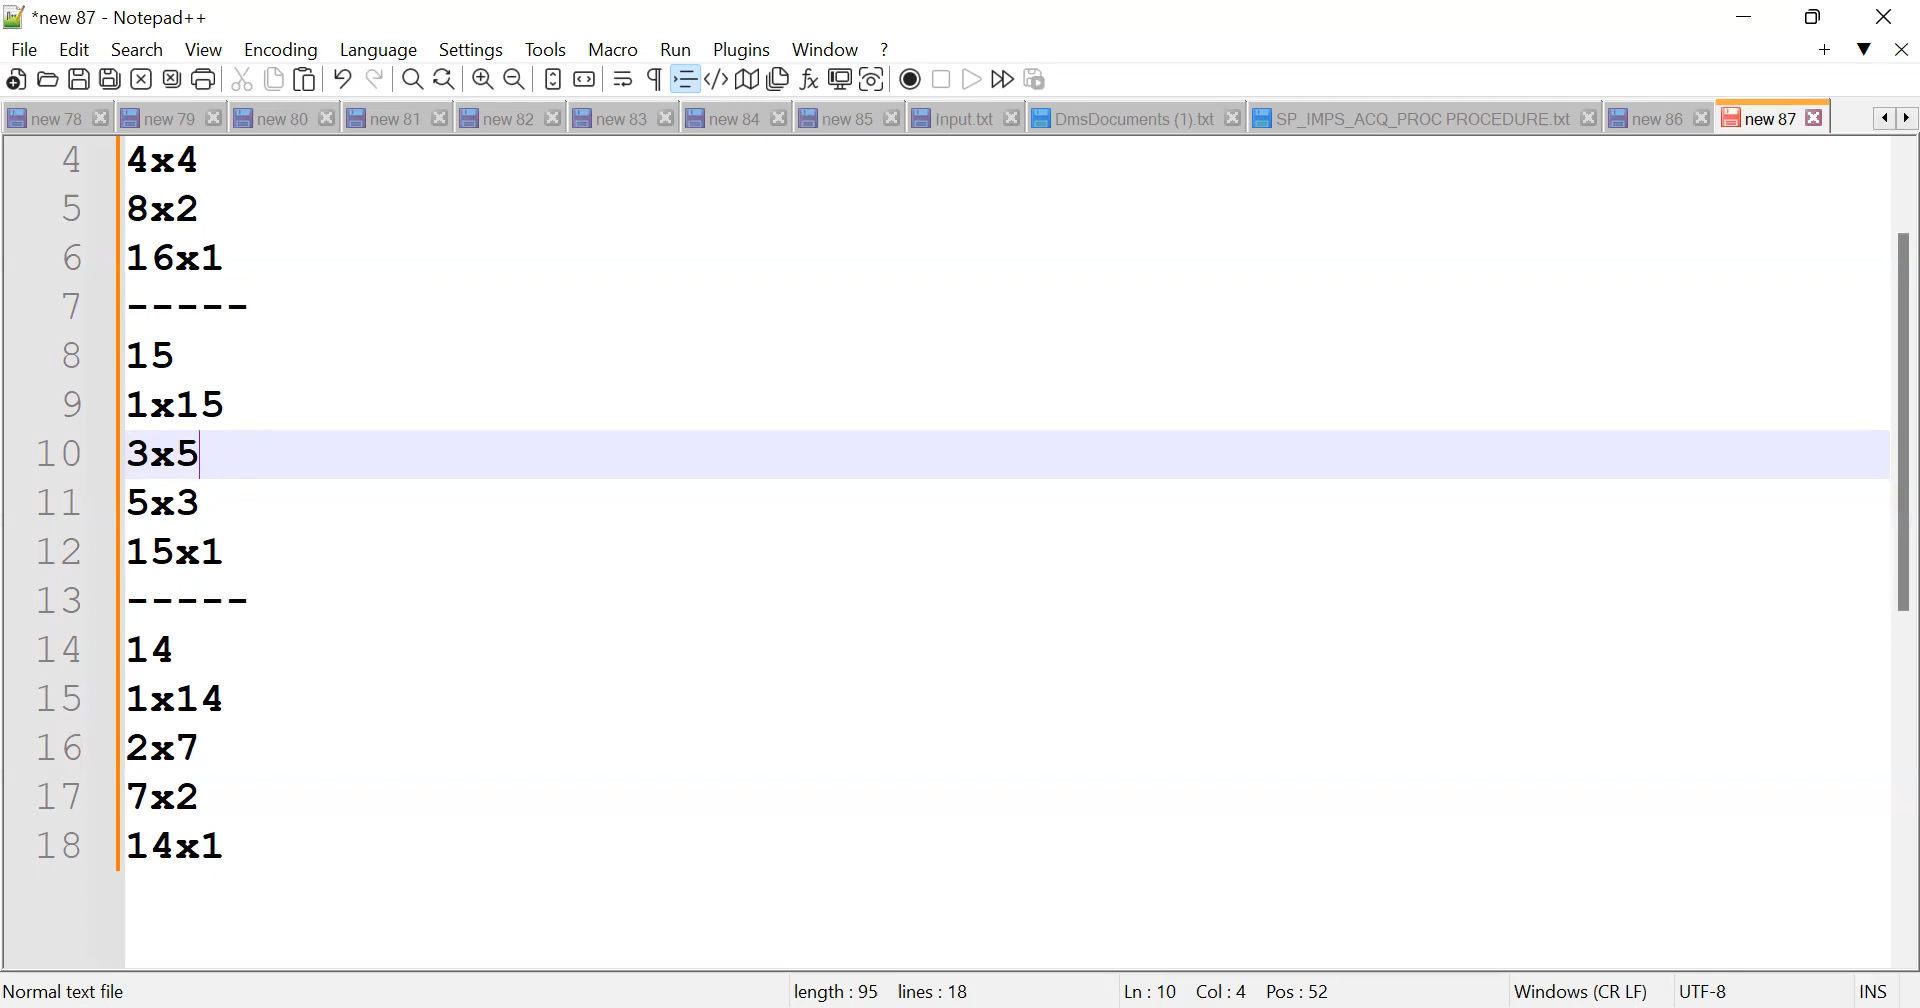 *new 87 - Notepad++
File Edit Search View Encoding Language Settings Tools Macro Run Plugins Window ?
new 78 new 79 new 80 new 81 new 82 new 83 new 84 new 85 Input.txt DmsDocuments (1).txt SP_IMPS_ACQ_PROC PROCEDURE.txt new 86 new 87
4 4x4
5 8x2
6 16x1
7 -----
8 15
9 1x15
10 3x5
11 5x3
12 15x1
13 -----
14 14
15 1x14
16 2x7
17 7x2
18 14x1
Normal text file length : 95 lines : 18 Ln : 10 Col : 4 Pos : 52 Windows (CR LF) UTF-8 INS